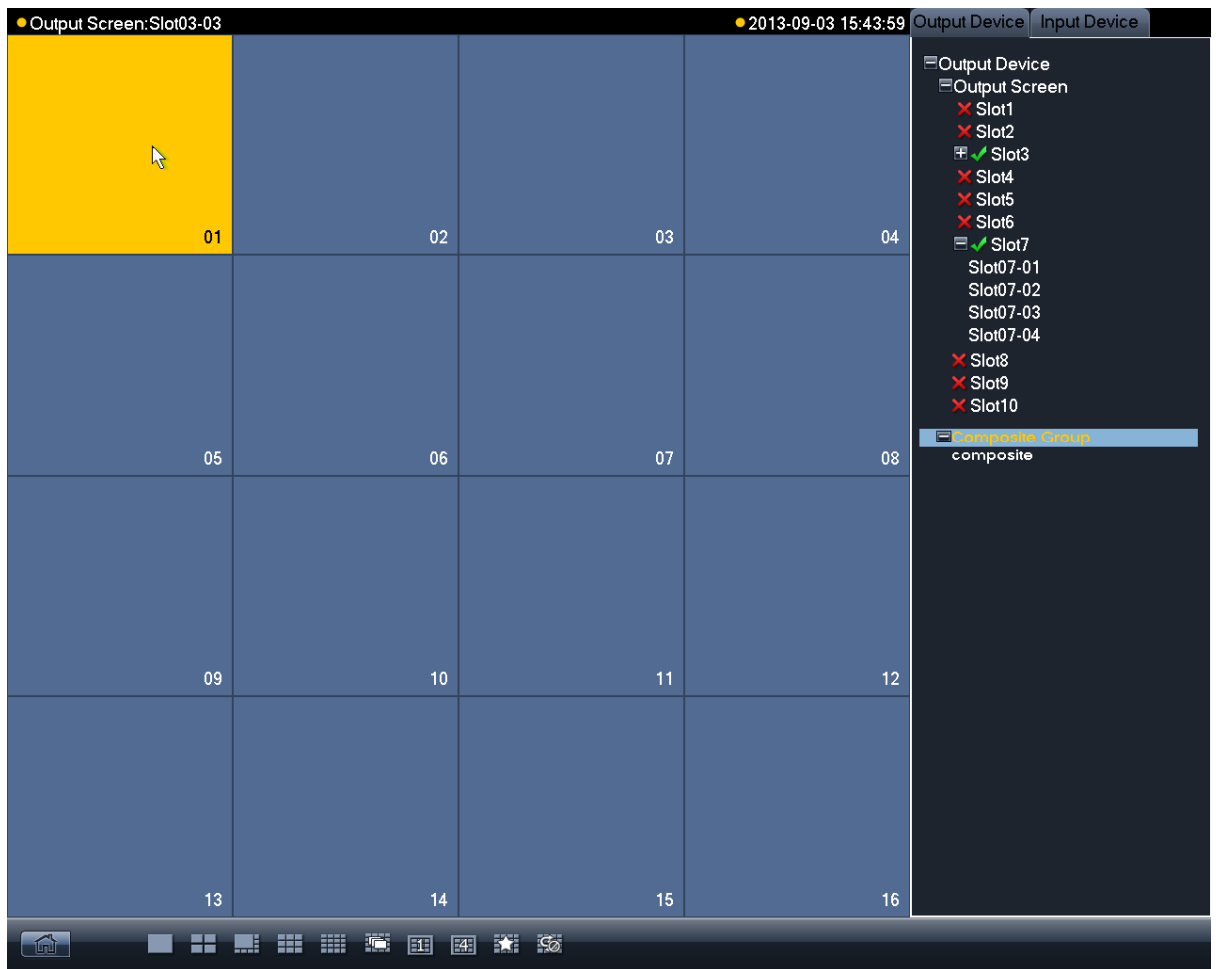 Output Screen:Slot03-03
2013-09-03 15:43:59
Output Device
Input Device
Output Device
Output Screen
Slot1
Slot2
Slot3
Slot4
Slot5
Slot6
Slot7
Slot07-01
Slot07-02
Slot07-03
Slot07-04
Slot8
Slot9
Slot10
Composite Group
composite
01 02 03 04
05 06 07 08
09 10 11 12
13 14 15 16
1 4